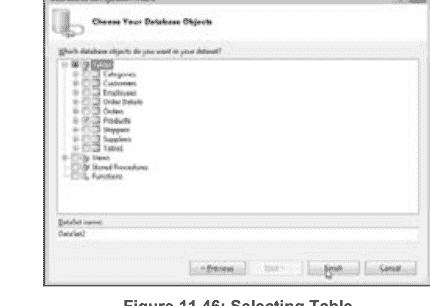 Choose Your Database Objects
Which database objects do you want in your dataset?
Tables
Categories
Customers
Employees
Order Details
Orders
Products
Shippers
Suppliers
Table1
Views
Stored Procedures
Functions
DataSet name:
DataSet2
< Previous
Next >
Finish
Cancel
Figure 11.46: Selecting Table